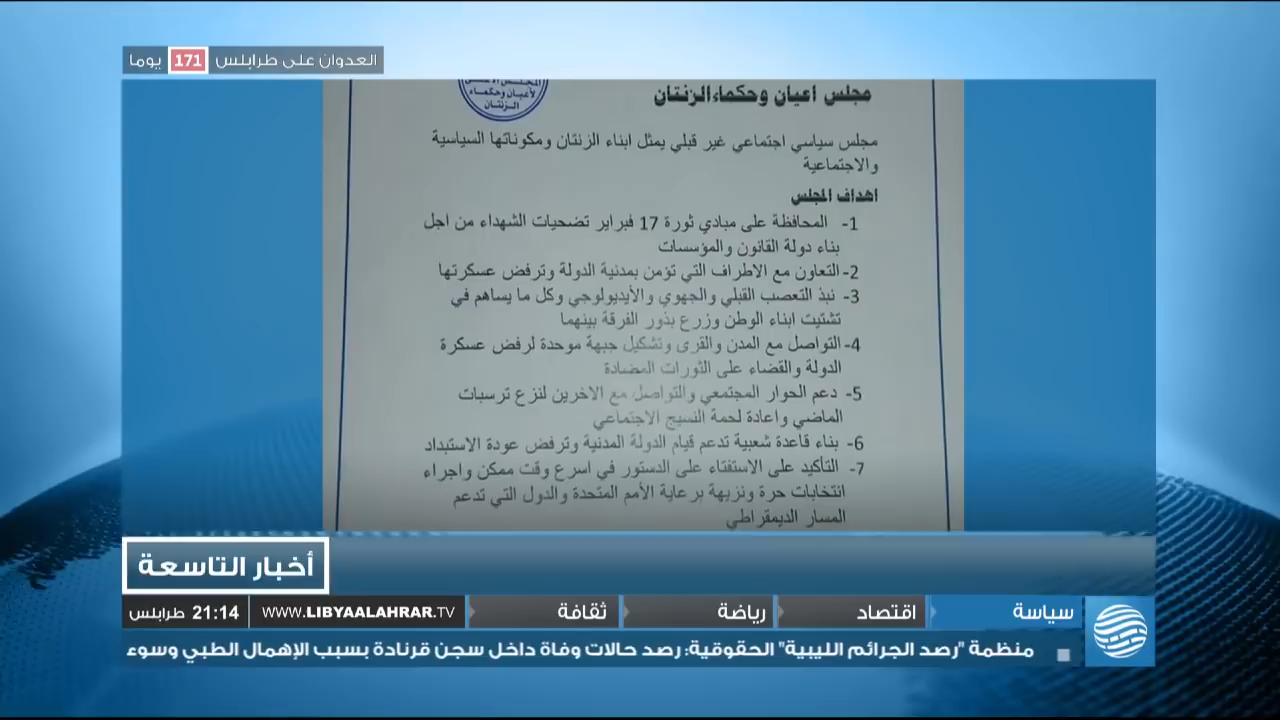 العدوان على طرابلس 171 يوما
لأعيان وحكماء
الزنتان
مجلس اعيان وحكماء الزنتان
مجلس سياسي اجتماعي غير قبلي يمثل ابناء الزنتان ومكوناتها السياسية
والاجتماعية
اهداف المجلس
1- المحافظة على مبادي ثورة 17 فبراير تضحيات الشهداء من اجل
بناء دولة القانون والمؤسسات
2- التعاون مع الاطراف التي تؤمن بمدنية الدولة وترفض عسكرتها
3- نبذ التعصب القبلي والجهوي والأيديولوجي وكل ما يساهم في
تشتيت ابناء الوطن وزرع بذور الفرقة بينهما
4- التواصل مع المدن والقرى وتشكيل جبهة موحدة لرفض عسكرة
الدولة والقضاء على الثورات المضادة
5- دعم الحوار المجتمعي والتواصل مع الاخرين لنزع ترسبات
الماضي واعادة لحمة النسيج الاجتماعي
6- بناء قاعدة شعبية تدعم قيام الدولة المدنية وترفض عودة الاستبداد
7- التأكيد على الاستفتاء على الدستور في اسرع وقت ممكن واجراء
انتخابات حرة ونزيهة برعاية الأمم المتحدة والدول التي تدعم
المسار الديمقراطي
أخبار التاسعة
سياسة اقتصاد رياضة ثقافة WWW.LIBYAALAHRAR.TV 21:14 طرابلس
منظمة "رصد الجرائم الليبية" الحقوقية: رصد حالات وفاة داخل سجن قرنادة بسبب الإهمال الطبي وسوء